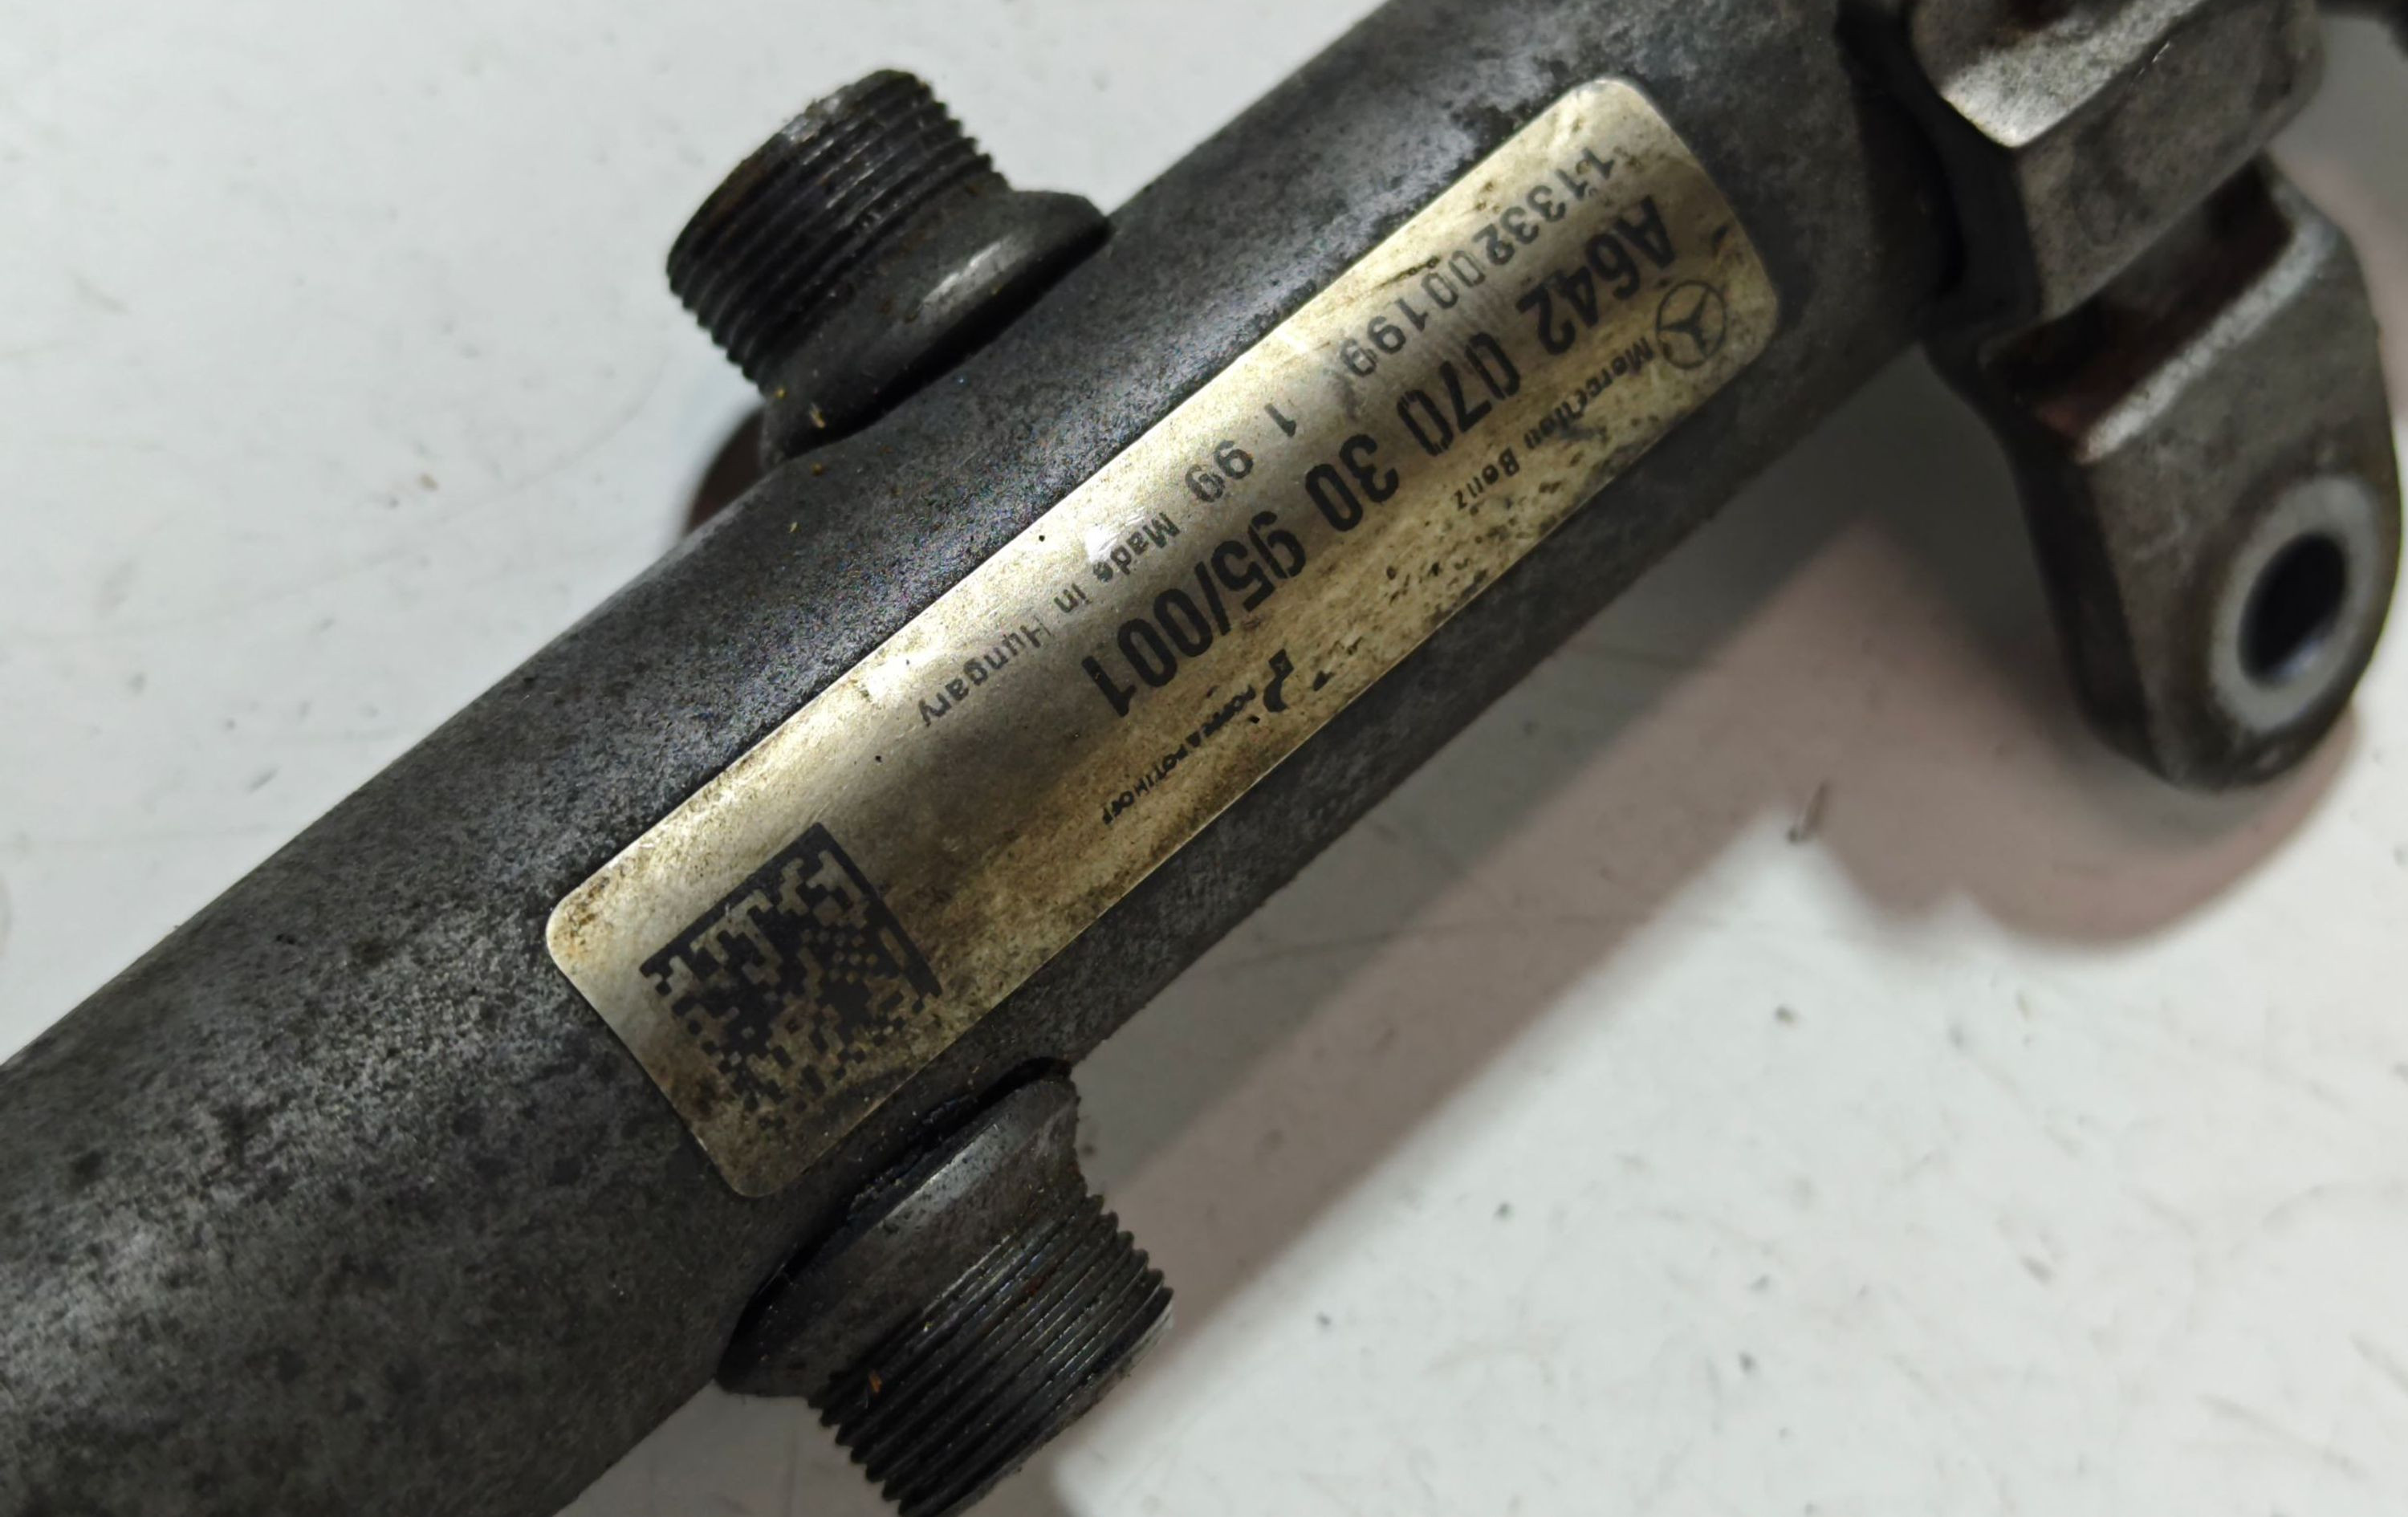 Mercedes Benz
A642 070 30 95/001
1133200199 1 99 Made in Hungary